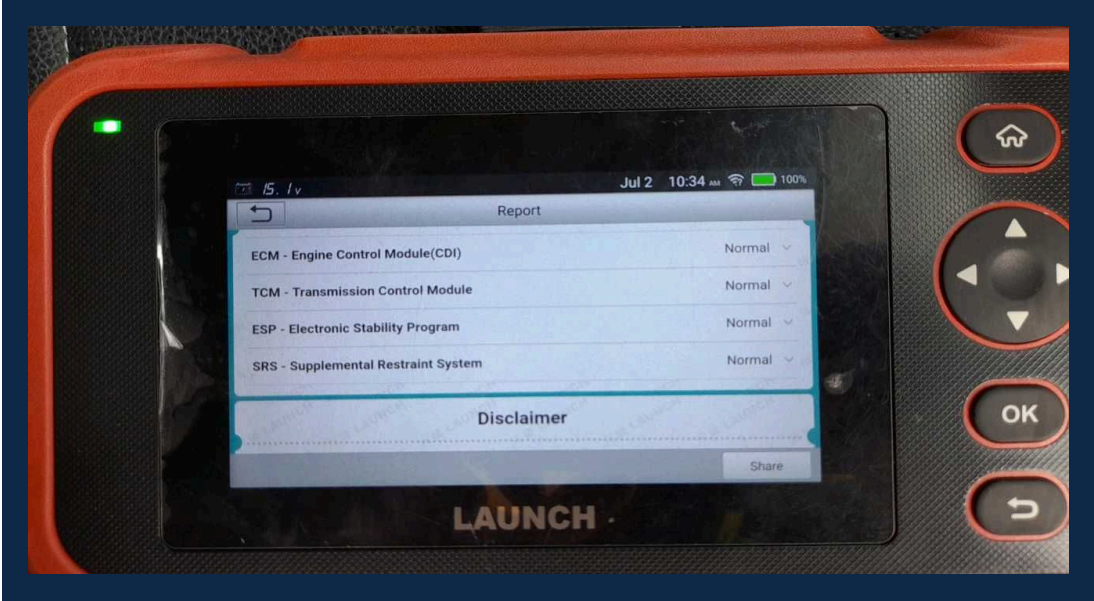 15.1v Jul 2 10:34 AM 100%
Report
ECM - Engine Control Module(CDI) Normal
TCM - Transmission Control Module Normal
ESP - Electronic Stability Program Normal
SRS - Supplemental Restraint System Normal
Disclaimer
Share
LAUNCH
OK